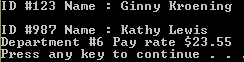 ID #123 Name : Ginny Kroening
ID #987 Name : Kathy Lewis
Department #6 Pay rate $23.55
Press any key to continue . . .